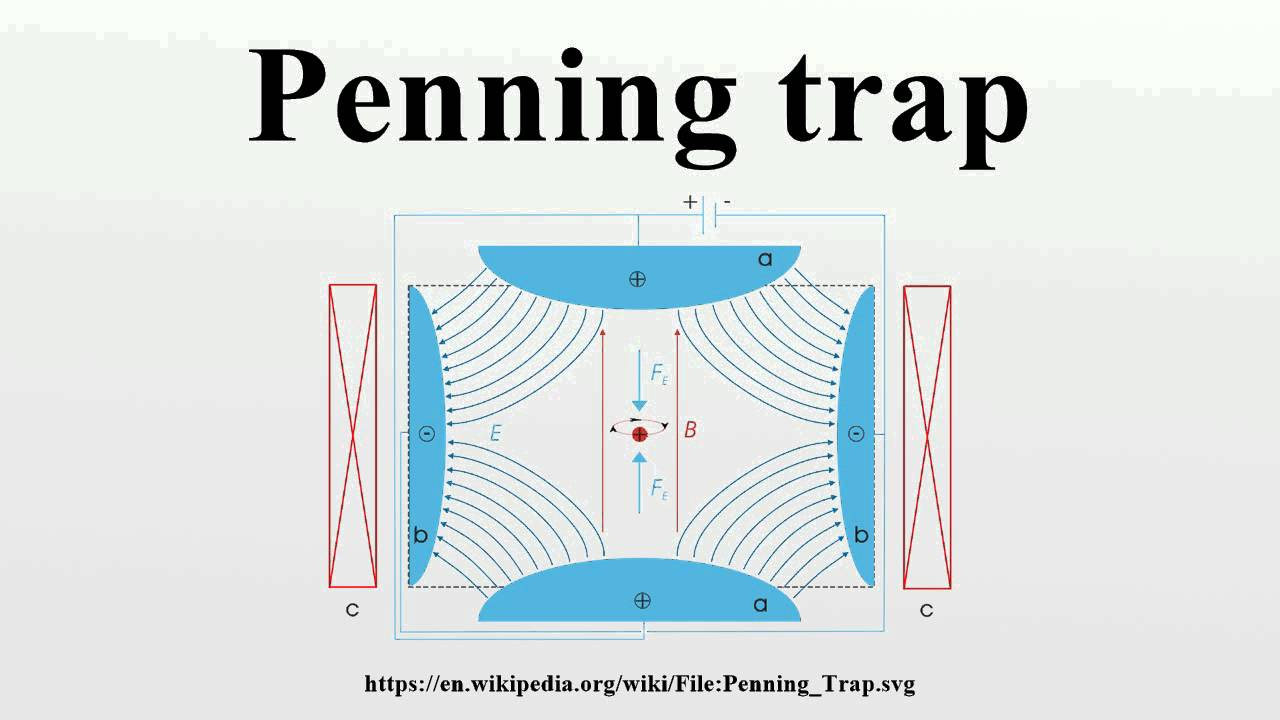 Penning trap
+ -
a
+
F_E
- E + B -
F_E
b b
+ a
c c
https://en.wikipedia.org/wiki/File:Penning_Trap.svg